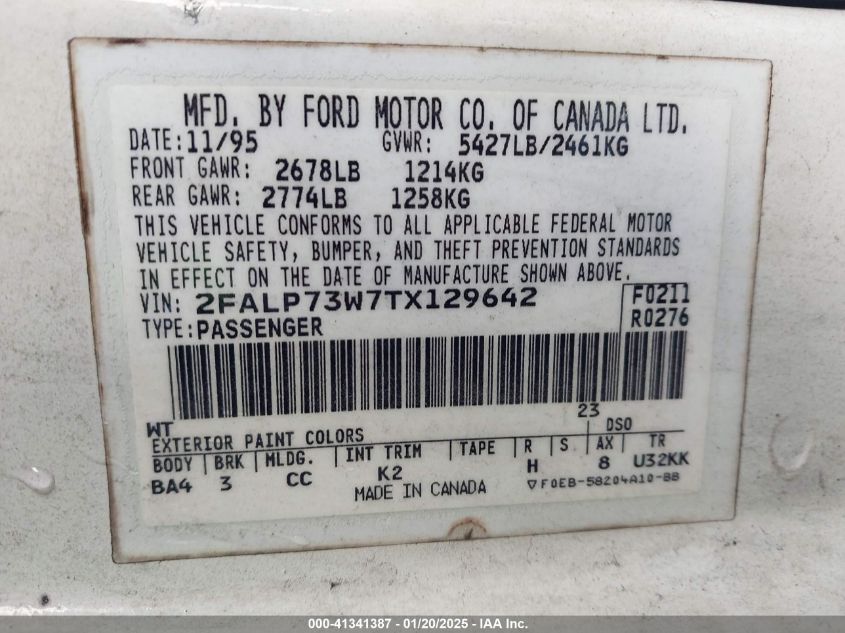 MFD. BY FORD MOTOR CO. OF CANADA LTD.
DATE: 11/95 GVWR: 5427LB/2461KG
FRONT GAWR: 2678LB 1214KG
REAR GAWR: 2774LB 1258KG
THIS VEHICLE CONFORMS TO ALL APPLICABLE FEDERAL MOTOR
VEHICLE SAFETY, BUMPER, AND THEFT PREVENTION STANDARDS
IN EFFECT ON THE DATE OF MANUFACTURE SHOWN ABOVE.
VIN: 2FALP73W7TX129642 F0211
TYPE: PASSENGER R0276
WT 23
EXTERIOR PAINT COLORS DSO
BODY BRK MLDG. INT TRIM TAPE R S AX TR
BA4 3 CC K2 H 8 U32KK
MADE IN CANADA ▽F0EB-58204A10-BB
000-41341387 - 01/20/2025 - IAA Inc.